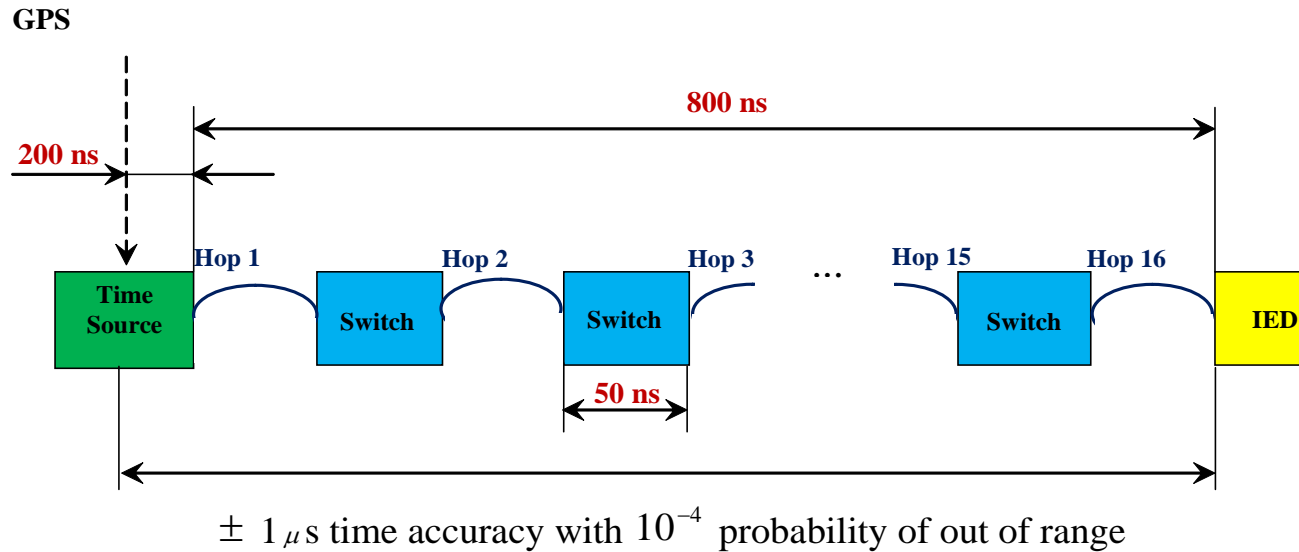 GPS
800 ns
200 ns
Hop 1
Hop 2
Hop 3
...
Hop 15
Hop 16
Time
Source
Switch
Switch
Switch
IED
50 ns
± 1 μs time accuracy with 10⁻⁴ probability of out of range